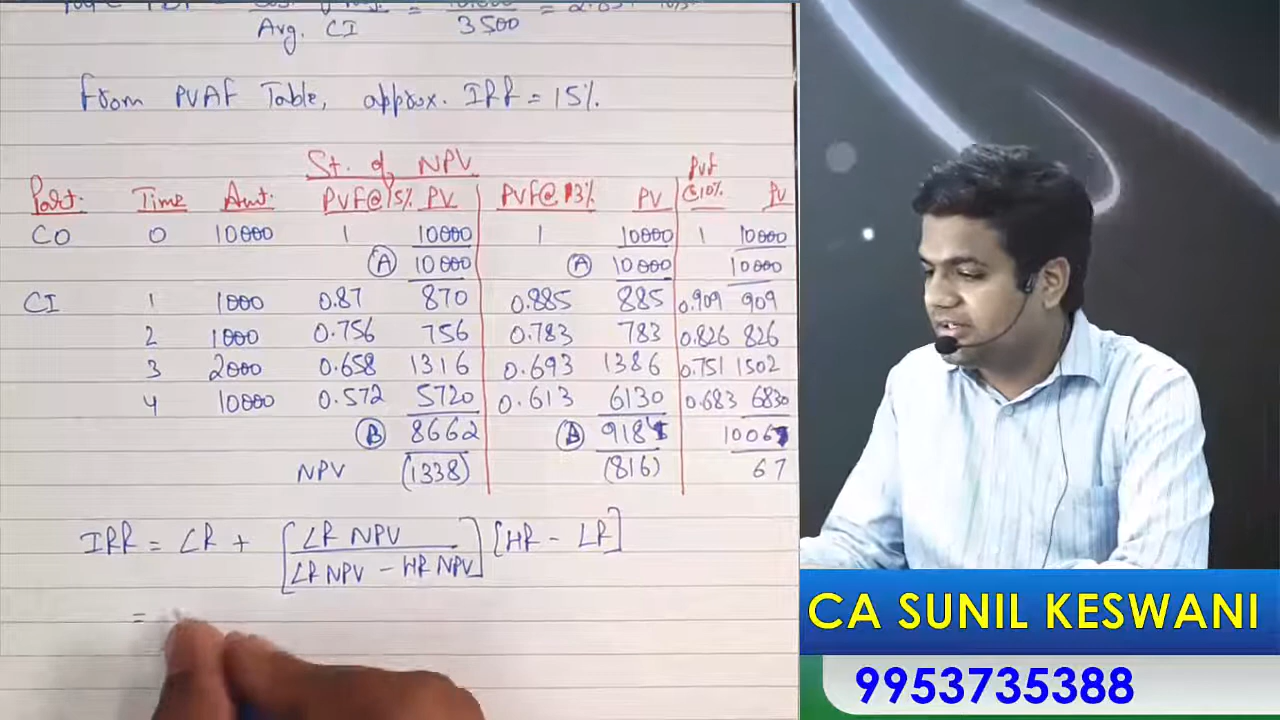 Avg. CI 3500
From PVAF Table, approx. IRR = 15%.
St. of NPV
Part. Time Amt. PVF@15% PV PVF@13% PV PVF @10% PV
CO 0 10000 1 10000 1 10000 1 10000
(A) 10000 (A) 10000 10000
CI 1 1000 0.87 870 0.885 885 0.909 909
2 1000 0.756 756 0.783 783 0.826 826
3 2000 0.658 1316 0.693 1386 0.751 1502
4 10000 0.572 5720 0.613 6130 0.683 6830
(B) 8662 (B) 9184 10067
NPV (1338) (816) 67
IRR = LR + [LR NPV / LR NPV - HR NPV] [HR - LR]
=
CA SUNIL KESWANI
9953735388